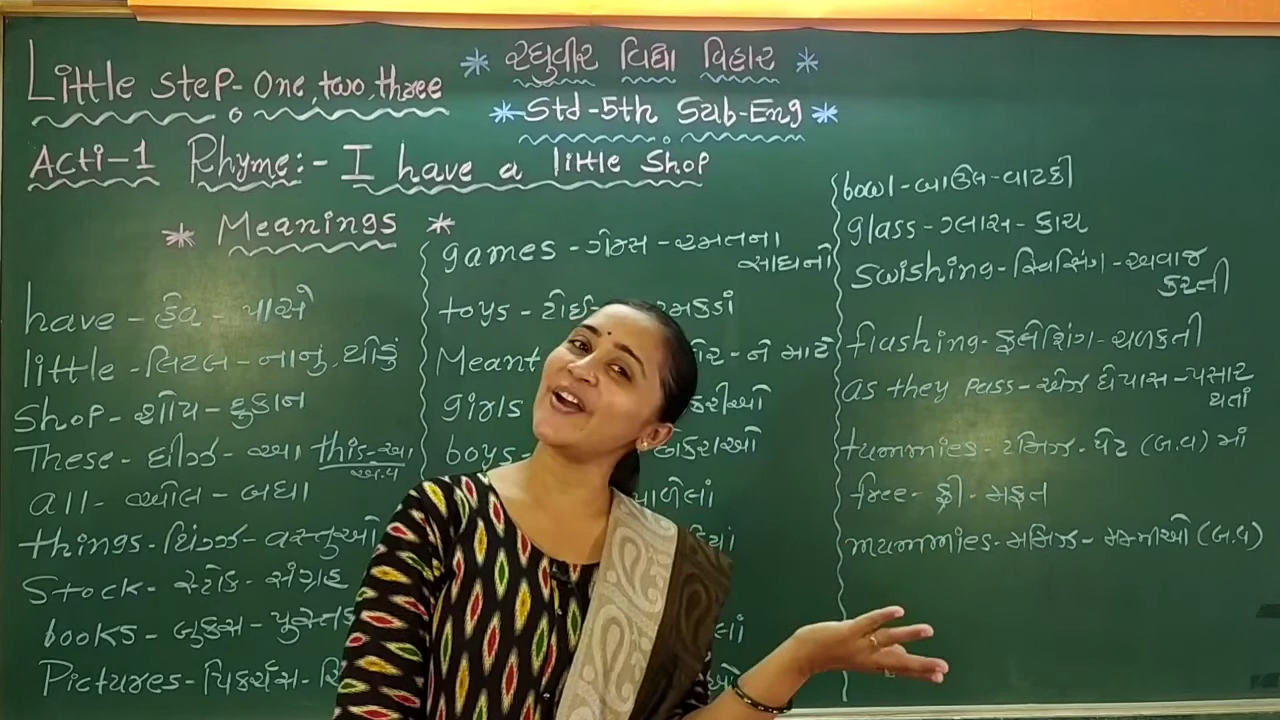 Little step-One, two, three
* રઘુવીર વિદ્યા વિહાર *
* Std-5th Sub-Eng *
Acti-1 Rhyme:- I have a little Shop
* Meanings *
have - હેવ - પાસે
little - લિટલ - નાનું, થોડું
Shop - શોપ - દુકાન
These - ધીઝ - આ this-આ
એ.વ
all - ઓલ - બધા
things - થિંગ્ઝ - વસ્તુઓ
Stock - સ્ટોક - સંગ્રહ
books - બુક્સ
Pictures - પિક્ચર્સ
games - ગેમ્સ - રમતના
સાધનો
toys - ટોઈ
Meant - ને માટે
girls
boys
bowl - બાઉલ - વાટકી
glass - ગ્લાસ - કાચ
swishing - સ્વિસિંગ - અવાજ
કરતી
flashing - ફ્લેશિંગ - ચળકતી
as they pass - એઝ ધેપાસ - પસાર
થતાં
tummies - ટમિઝ - પેટ (બ.વ) માં
free - ફ્રી - મફત
mummies - મમિઝ - મમ્મીઓ (બ.વ)